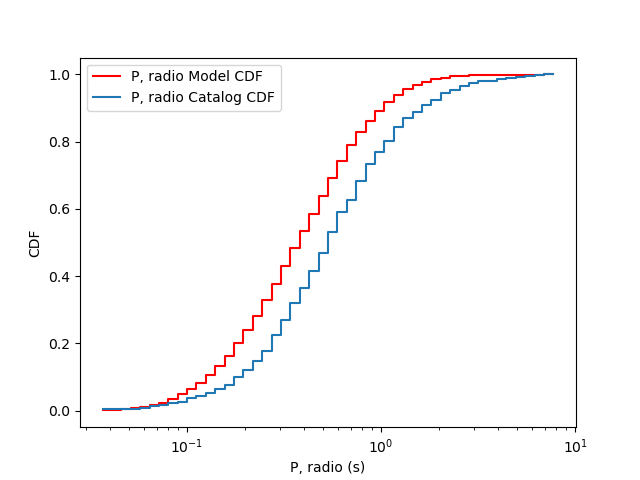 P, radio Model CDF
P, radio Catalog CDF
1.0
0.8
0.6
0.4
0.2
0.0
CDF
10⁻¹
10⁰
10¹
P, radio (s)